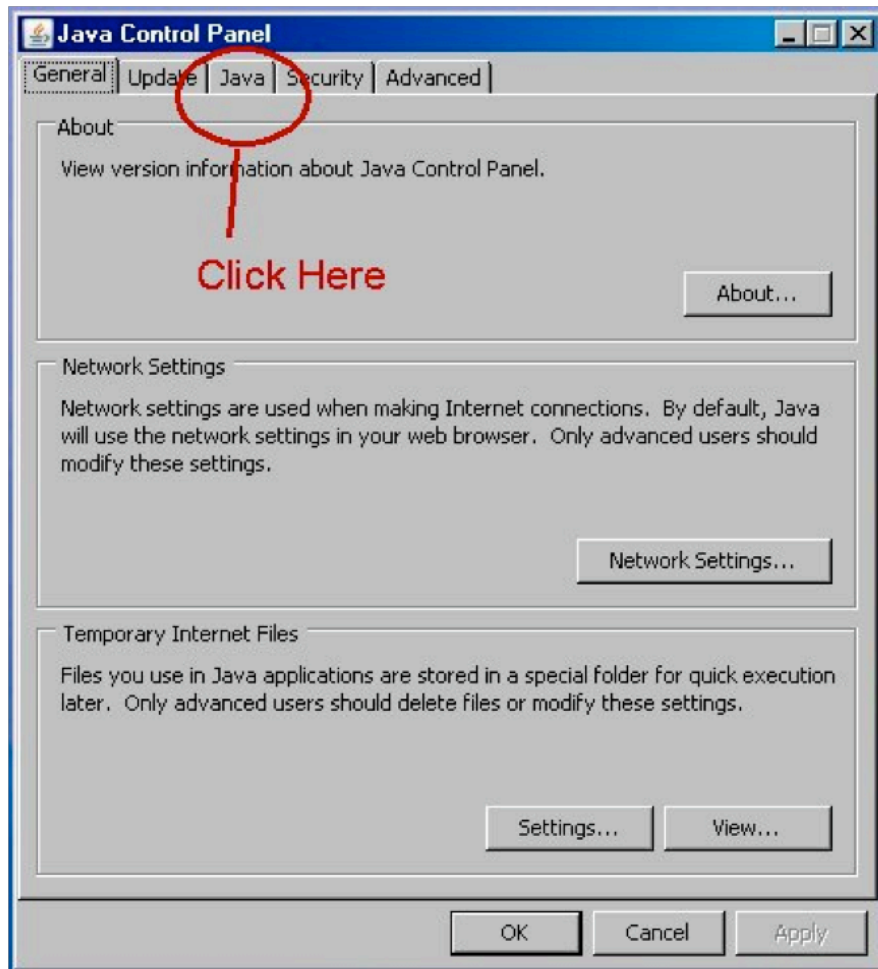 Java Control Panel
General Update Java Security Advanced
About
View version information about Java Control Panel.
Click Here
About...
Network Settings
Network settings are used when making Internet connections.  By default, Java
will use the network settings in your web browser.  Only advanced users should
modify these settings.
Network Settings...
Temporary Internet Files
Files you use in Java applications are stored in a special folder for quick execution
later.  Only advanced users should delete files or modify these settings.
Settings... View...
OK Cancel Apply